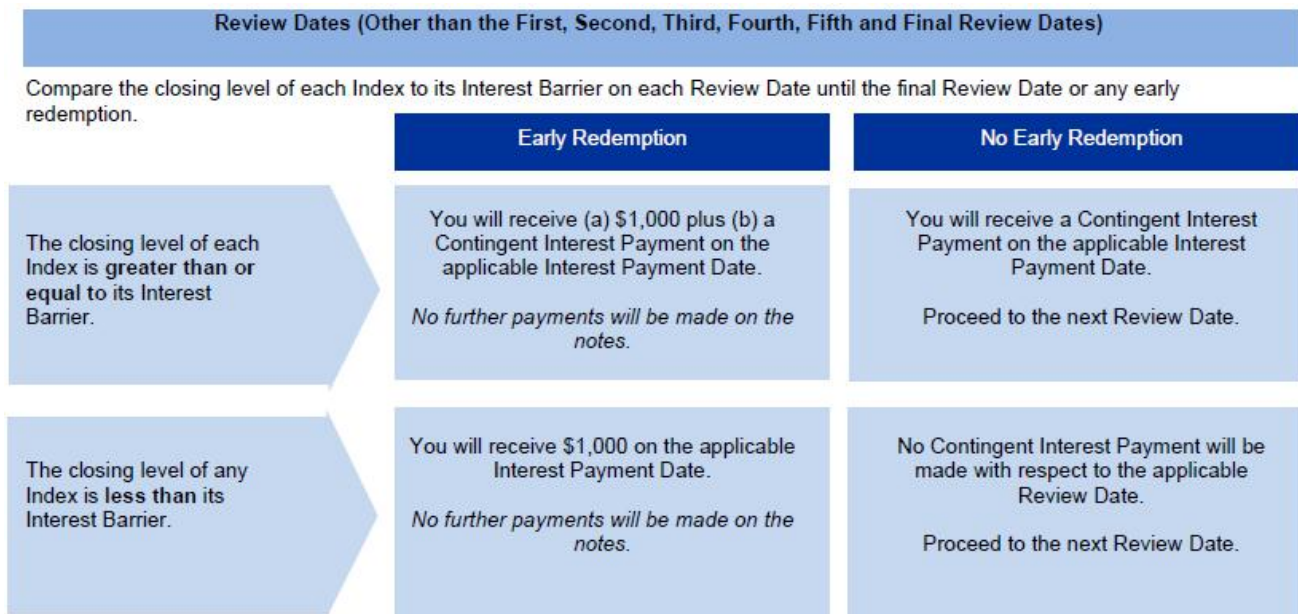 Review Dates (Other than the First, Second, Third, Fourth, Fifth and Final Review Dates)
Compare the closing level of each Index to its Interest Barrier on each Review Date until the final Review Date or any early
redemption.
Early Redemption
No Early Redemption
The closing level of each
Index is greater than or
equal to its Interest
Barrier.
You will receive (a) $1,000 plus (b) a
Contingent Interest Payment on the
applicable Interest Payment Date.
No further payments will be made on the
notes.
You will receive a Contingent Interest
Payment on the applicable Interest
Payment Date.
Proceed to the next Review Date.
The closing level of any
Index is less than its
Interest Barrier.
You will receive $1,000 on the applicable
Interest Payment Date.
No further payments will be made on the
notes.
No Contingent Interest Payment will be
made with respect to the applicable
Review Date.
Proceed to the next Review Date.